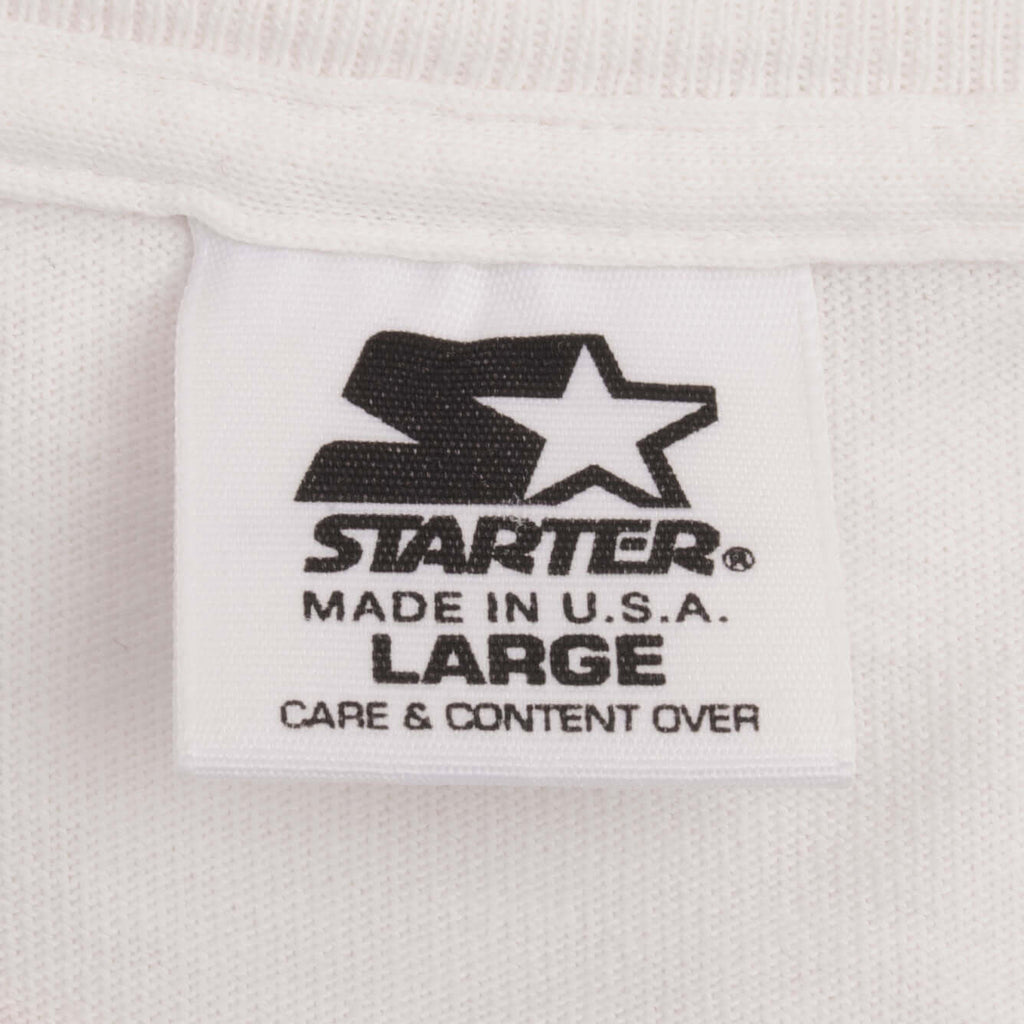 STARTER®
MADE IN U.S.A.
LARGE
CARE & CONTENT OVER